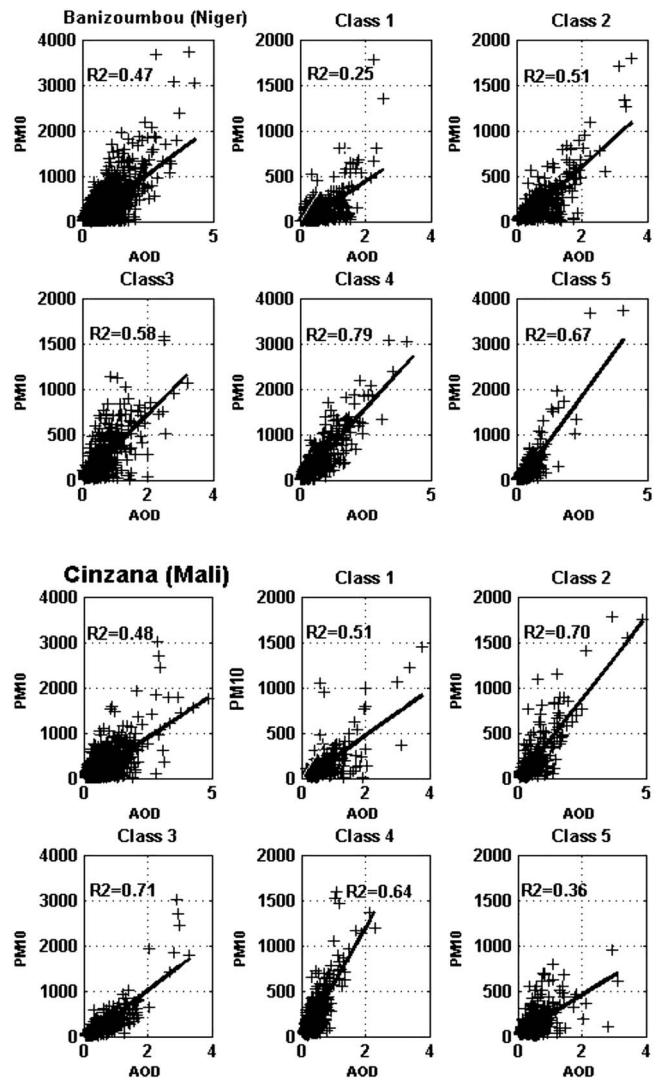 Banizoumbou (Niger)
Class 1
Class 2
4000
3000
2000
1000
0
PM10
R2=0.47
0
5
AOD
2000
1500
1000
500
0
PM10
R2=0.25
0
2
4
AOD
2000
1500
1000
500
0
PM10
R2=0.51
0
2
4
AOD
Class3
Class 4
Class 5
2000
1500
1000
500
0
PM10
R2=0.58
0
2
4
AOD
4000
3000
2000
1000
0
PM10
R2=0.79
0
5
AOD
4000
3000
2000
1000
0
PM10
R2=0.67
0
5
AOD
Cinzana (Mali)
Class 1
Class 2
4000
3000
2000
1000
0
PM10
R2=0.48
0
5
AOD
2000
1500
1000
500
0
PM10
R2=0.51
0
2
4
AOD
2000
1500
1000
500
0
PM10
R2=0.70
0
5
AOD
Class 3
Class 4
Class 5
4000
3000
2000
1000
0
PM10
R2=0.71
0
2
4
AOD
2000
1500
1000
500
0
PM10
R2=0.64
0
2
4
AOD
2000
1500
1000
500
0
PM10
R2=0.36
0
2
4
AOD